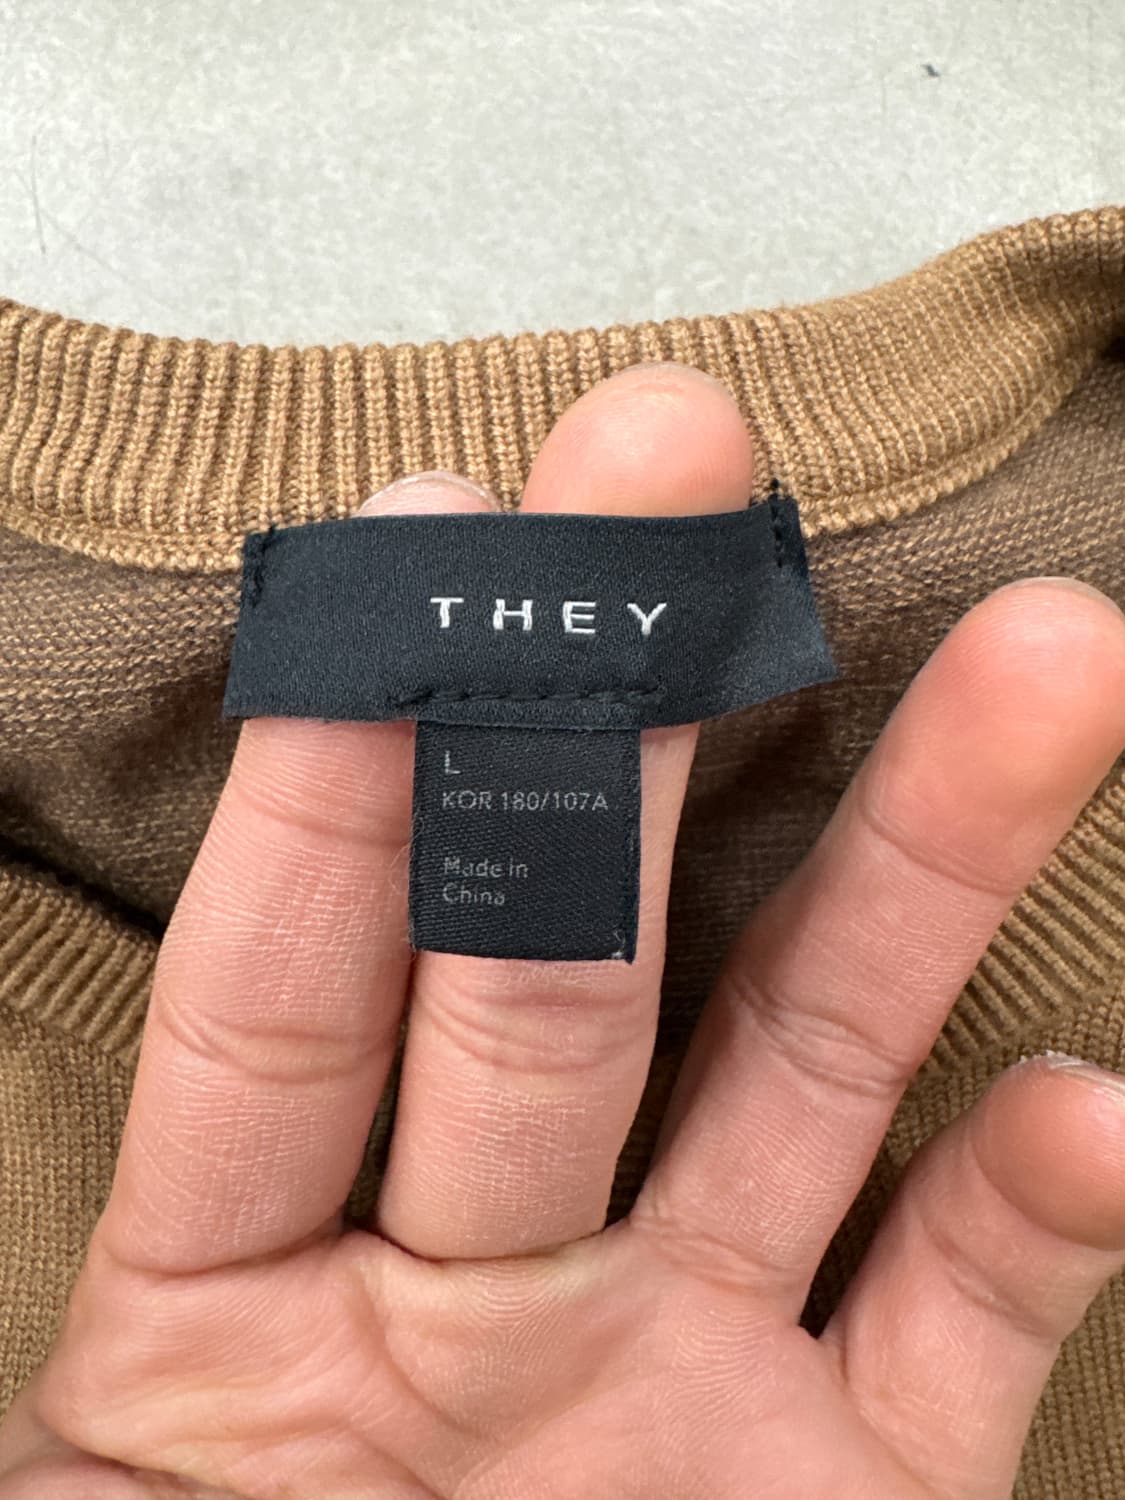 THEY
L
KOR 180/107A
Made in
China